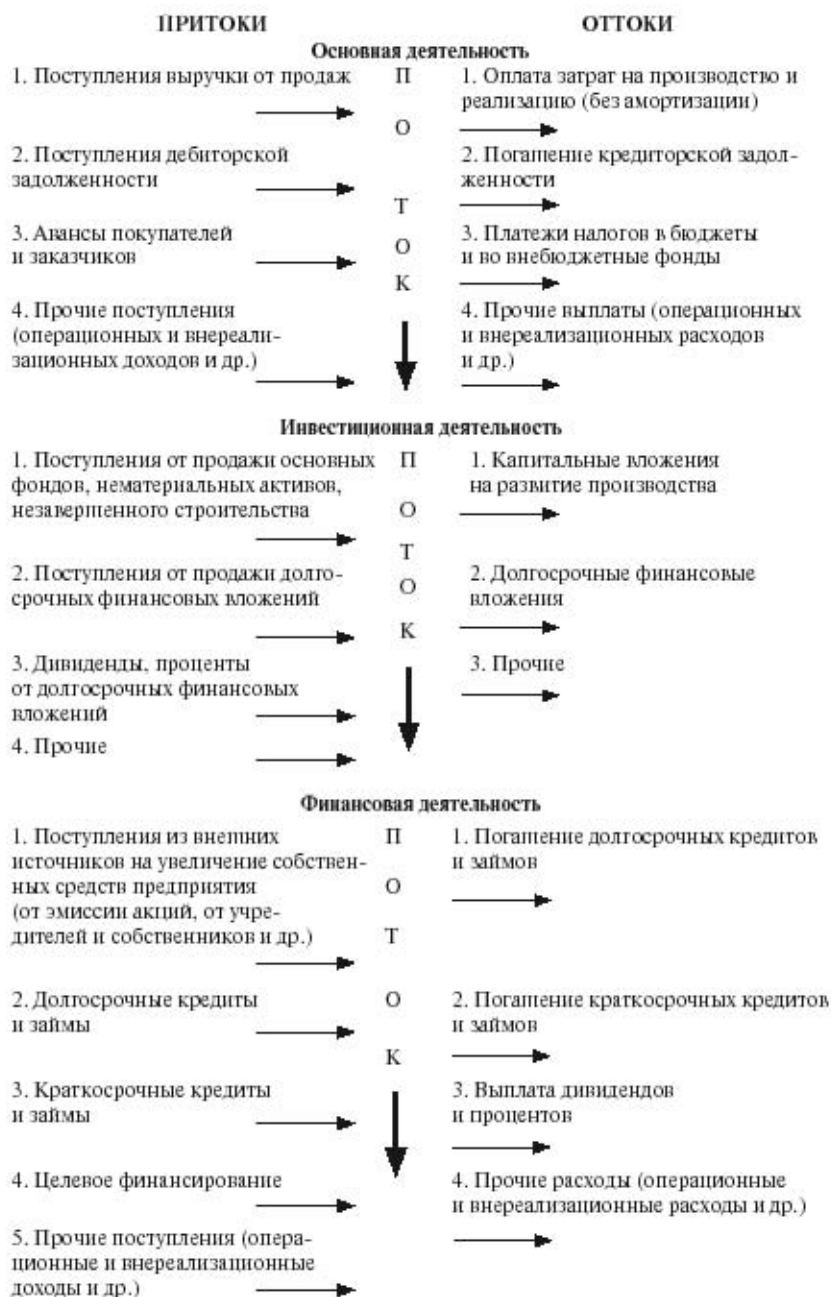 ПРИТОКИ
ОТТОКИ
Основная деятельность
1. Поступления выручки от продаж
2. Поступления дебиторской
задолженности
3. Авансы покупателей
и заказчиков
4. Прочие поступления
(операционных и внереали-
зационных доходов и др.)
П
О
Т
О
К
1. Оплата затрат на производство и
реализацию (без амортизации)
2. Погашение кредиторской задол-
женности
3. Платежи налогов в бюджеты
и во внебюджетные фонды
4. Прочие выплаты (операционных
и внереализационных расходов
и др.)
Инвестиционная деятельность
1. Поступления от продажи основных
фондов, нематериальных активов,
незавершенного строительства
2. Поступления от продажи долго-
срочных финансовых вложений
3. Дивиденды, проценты
от долгосрочных финансовых
вложений
4. Прочие
П
О
Т
О
К
1. Капитальные вложения
на развитие производства
2. Долгосрочные финансовые
вложения
3. Прочие
Финансовая деятельность
1. Поступления из внешних
источников на увеличение собствен-
ных средств предприятия
(от эмиссии акций, от учре-
дителей и собственников и др.)
2. Долгосрочные кредиты
и займы
3. Краткосрочные кредиты
и займы
4. Целевое финансирование
5. Прочие поступления (опера-
ционные и внереализационные
доходы и др.)
П
О
Т
О
К
1. Погашение долгосрочных кредитов
и займов
2. Погашение краткосрочных кредитов
и займов
3. Выплата дивидендов
и процентов
4. Прочие расходы (операционные
и внереализационные расходы и др.)